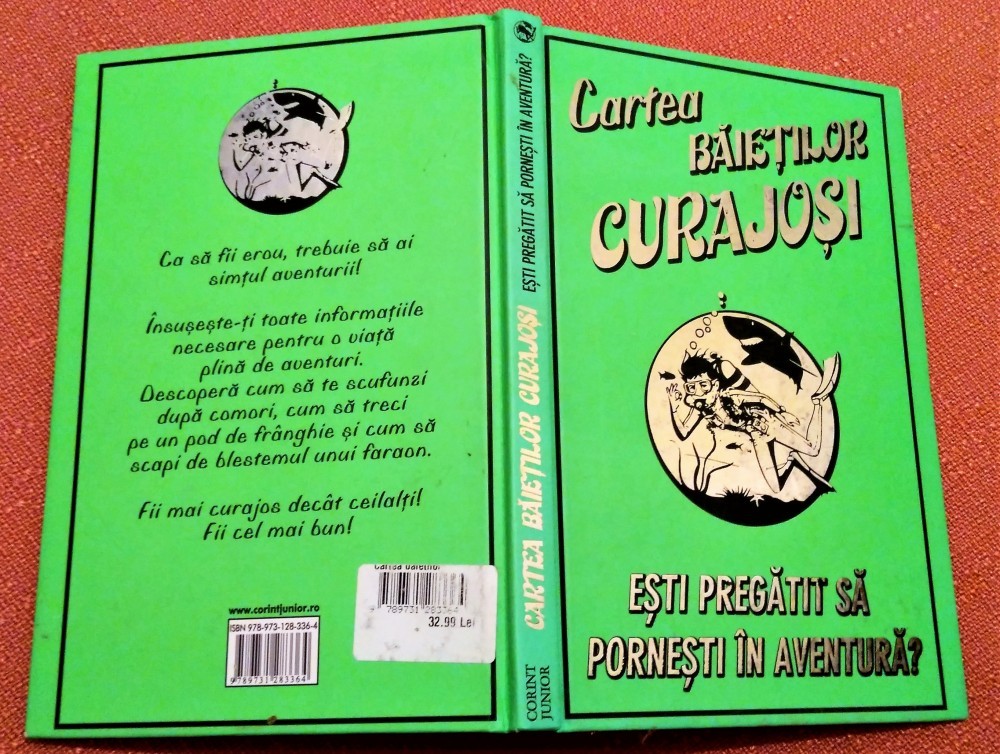 Ca să fii erou, trebuie să ai
simțul aventurii!
Însușește-ți toate informațiile
necesare pentru o viață
plină de aventuri.
Descoperă cum să te scufunzi
după comori, cum să treci
pe un pod de frânghie și cum să
scapi de blestemul unui faraon.
Fii mai curajos decât ceilalți!
Fii cel mai bun!
www.corintjunior.ro
ISBN 978-973-128-336-4
9789731283364
Cartea băieților
789731 283364
32.99 Lei
EȘTI PREGĂTIT SĂ PORNEȘTI ÎN AVENTURĂ?
CARTEA BĂIEȚILOR CURAJOȘI
CORINT
JUNIOR
Cartea
BĂIEȚILOR
CURAJOȘI
EȘTI PREGĂTIT SĂ
PORNEȘTI ÎN AVENTURĂ?